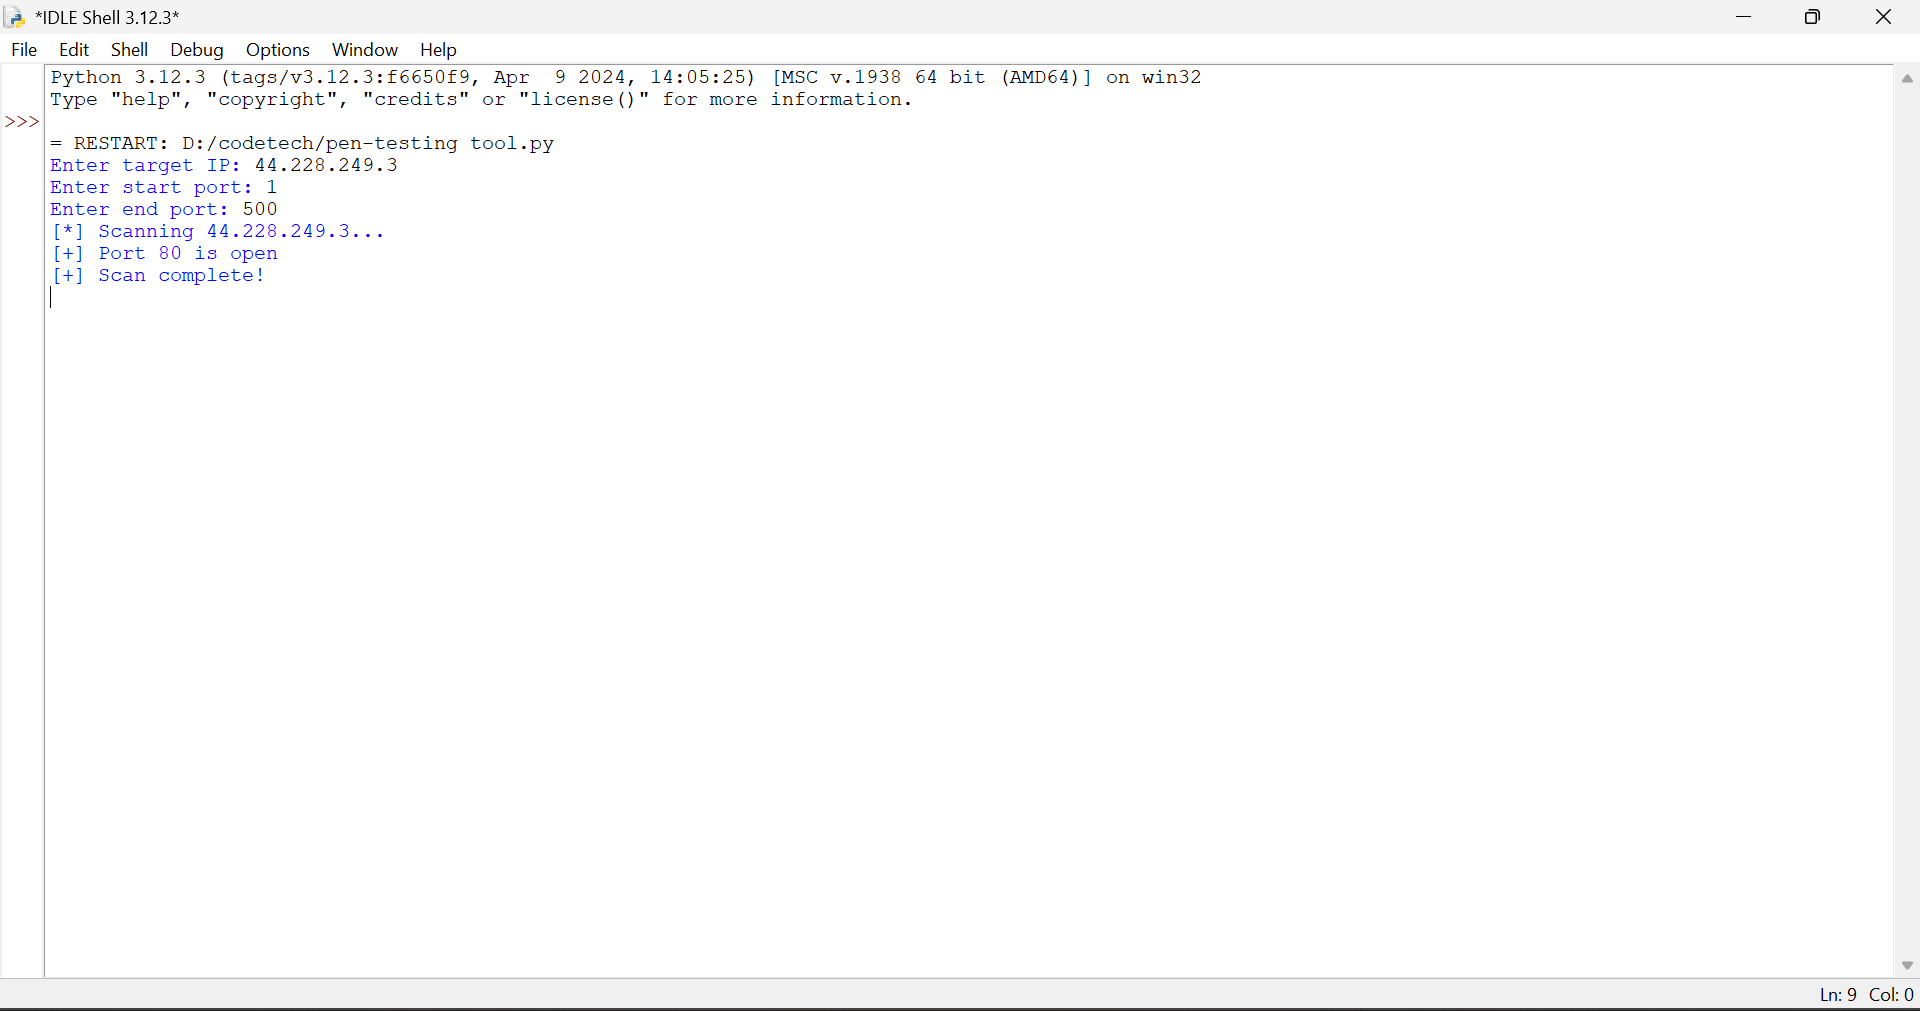 *IDLE Shell 3.12.3*
File Edit Shell Debug Options Window Help
Python 3.12.3 (tags/v3.12.3:f6650f9, Apr  9 2024, 14:05:25) [MSC v.1938 64 bit (AMD64)] on win32
Type "help", "copyright", "credits" or "license()" for more information.
>>>
= RESTART: D:/codetech/pen-testing tool.py
Enter target IP: 44.228.249.3
Enter start port: 1
Enter end port: 500
[*] Scanning 44.228.249.3...
[+] Port 80 is open
[+] Scan complete!
Ln: 9 Col: 0